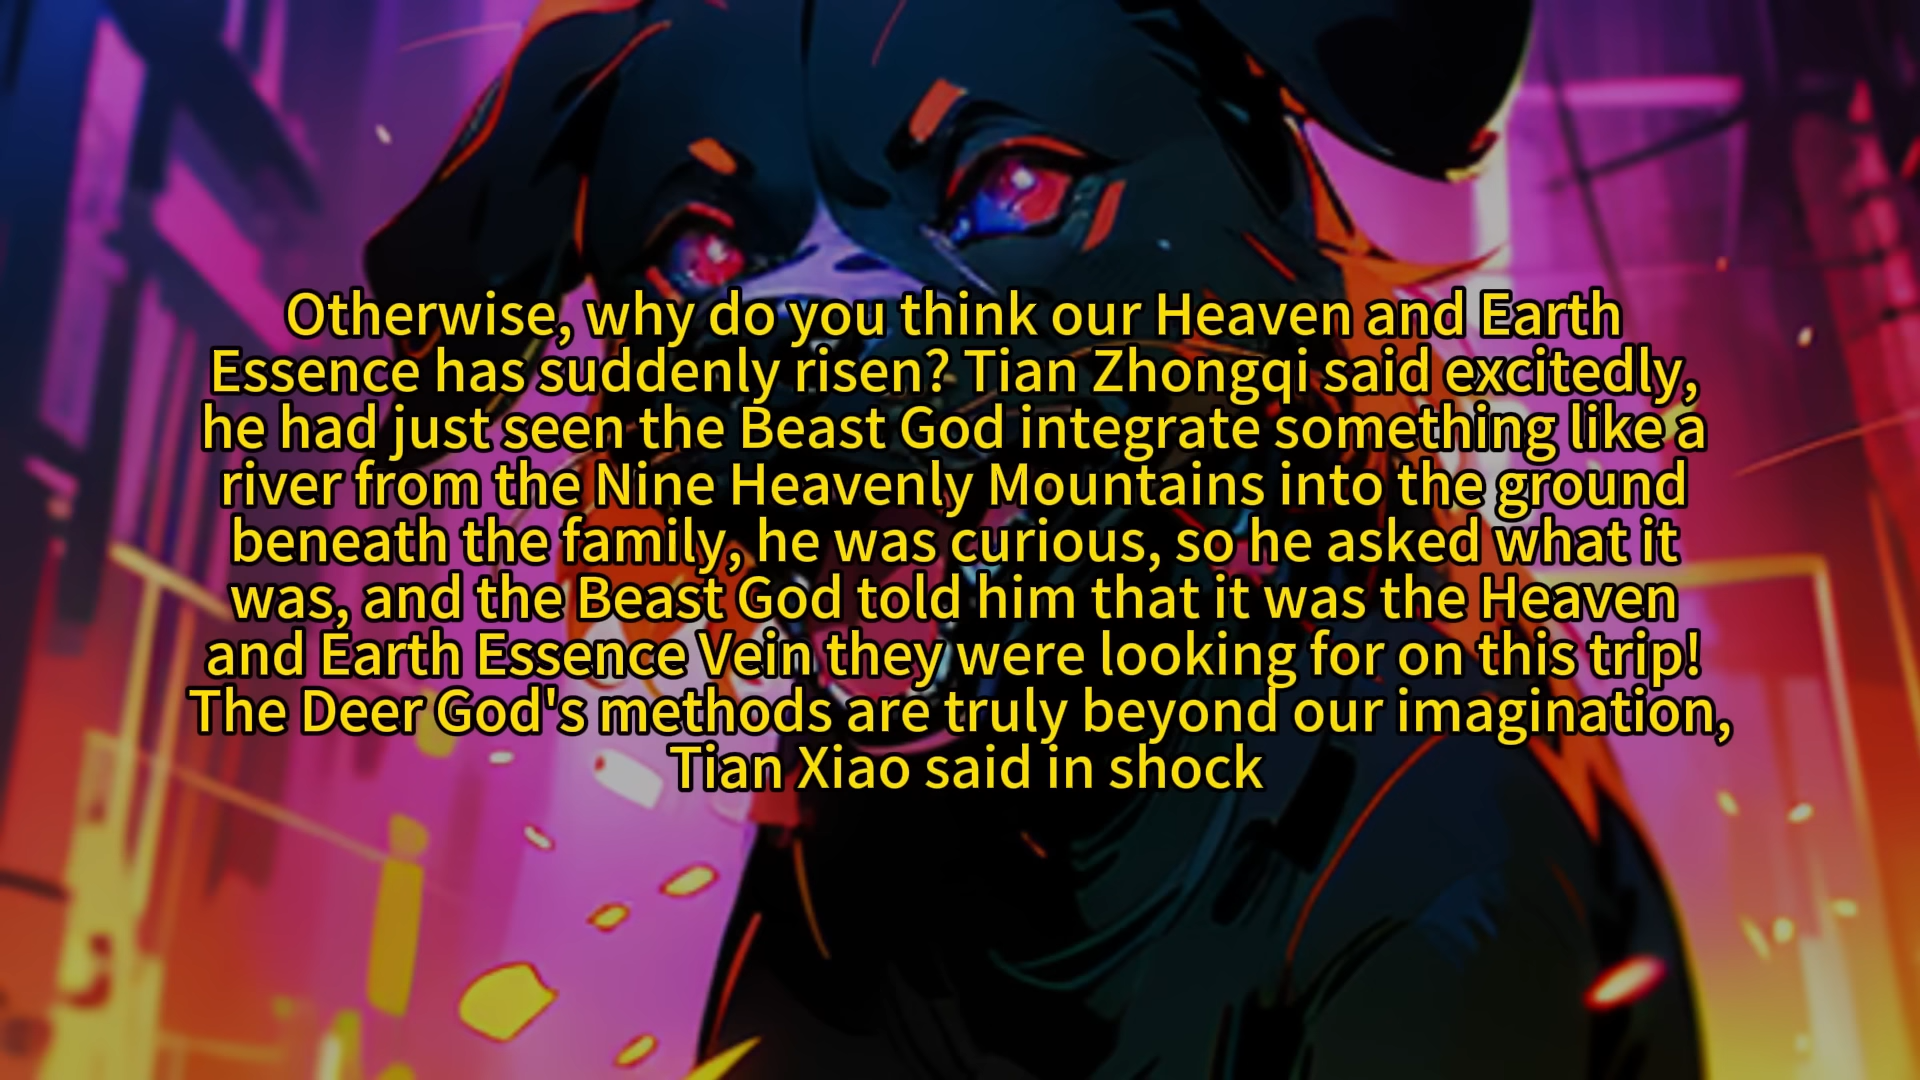 Otherwise, why do you think our Heaven and Earth
Essence has suddenly risen? Tian Zhongqi said excitedly,
he had just seen the Beast God integrate something like a
river from the Nine Heavenly Mountains into the ground
beneath the family, he was curious, so he asked what it
was, and the Beast God told him that it was the Heaven
and Earth Essence Vein they were looking for on this trip!
The Deer God's methods are truly beyond our imagination,
Tian Xiao said in shock